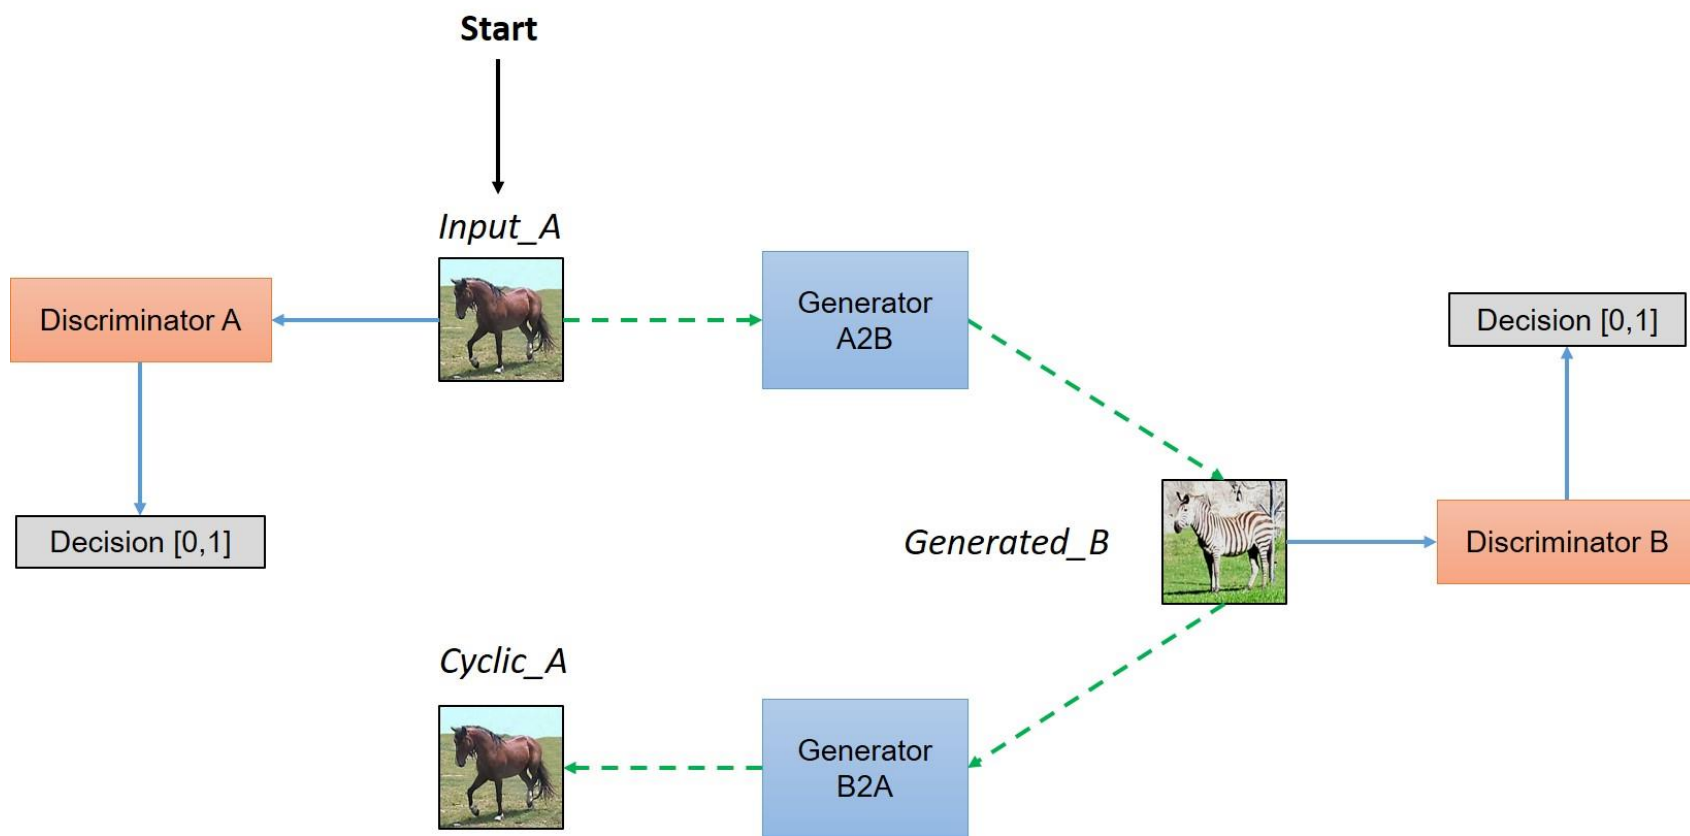 Start
Input_A
Discriminator A
Generator
A2B
Decision [0,1]
Decision [0,1]
Generated_B
Discriminator B
Cyclic_A
Generator
B2A